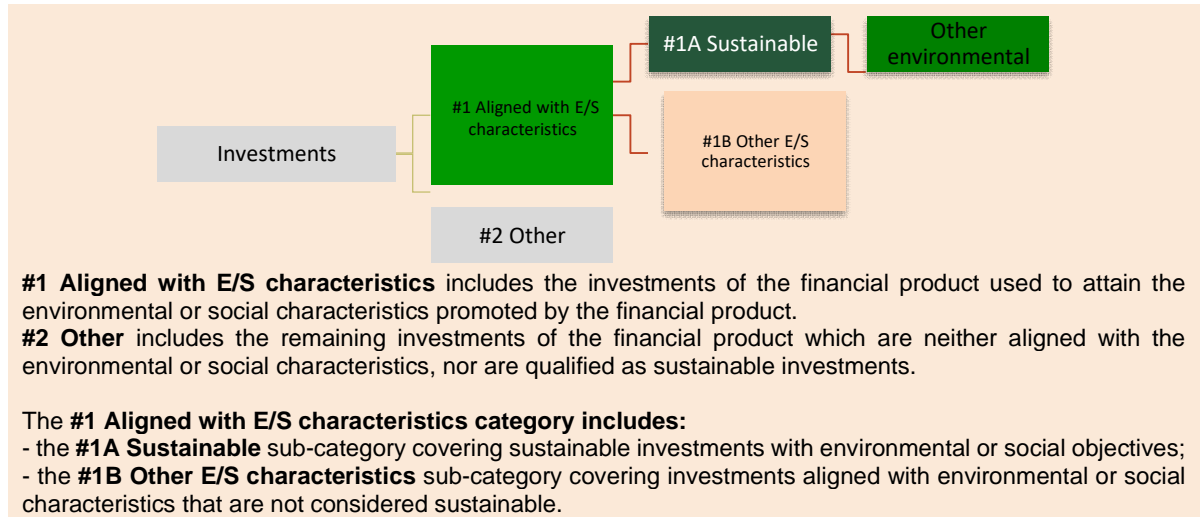 #1A Sustainable
Other
environmental
#1 Aligned with E/S
characteristics
Investments
#1B Other E/S
characteristics
#2 Other
#1 Aligned with E/S characteristics includes the investments of the financial product used to attain the
environmental or social characteristics promoted by the financial product.
#2 Other includes the remaining investments of the financial product which are neither aligned with the
environmental or social characteristics, nor are qualified as sustainable investments.
The #1 Aligned with E/S characteristics category includes:
- the #1A Sustainable sub-category covering sustainable investments with environmental or social objectives;
- the #1B Other E/S characteristics sub-category covering investments aligned with environmental or social
characteristics that are not considered sustainable.